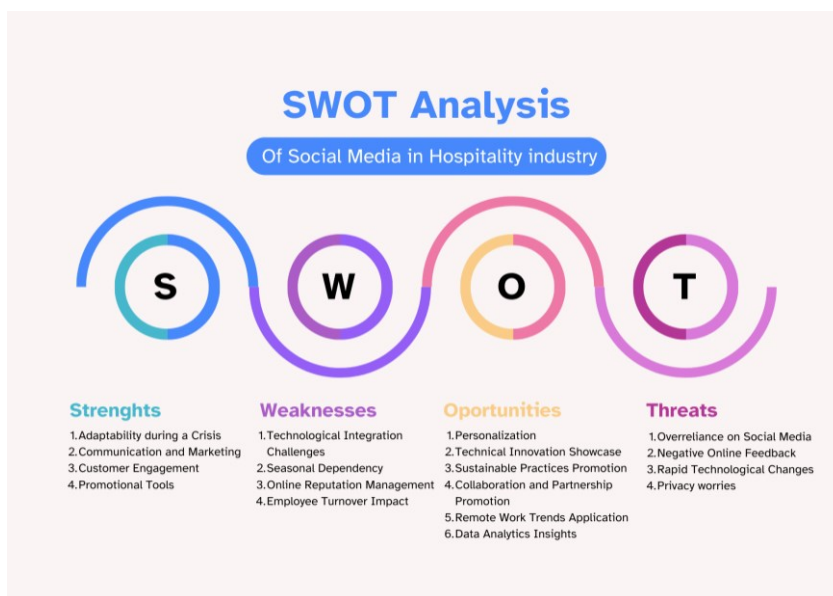 SWOT Analysis
Of Social Media in Hospitality industry
S
W
O
T
Strenghts
1.Adaptability during a Crisis
2.Communication and Marketing
3.Customer Engagement
4.Promotional Tools
Weaknesses
1.Technological Integration
Challenges
2.Seasonal Dependency
3.Online Reputation Management
4.Employee Turnover Impact
Oportunities
1.Personalization
2.Technical Innovation Showcase
3.Sustainable Practices Promotion
4.Collaboration and Partnership
Promotion
5.Remote Work Trends Application
6.Data Analytics Insights
Threats
1.Overreliance on Social Media
2.Negative Online Feedback
3.Rapid Technological Changes
4.Privacy worries